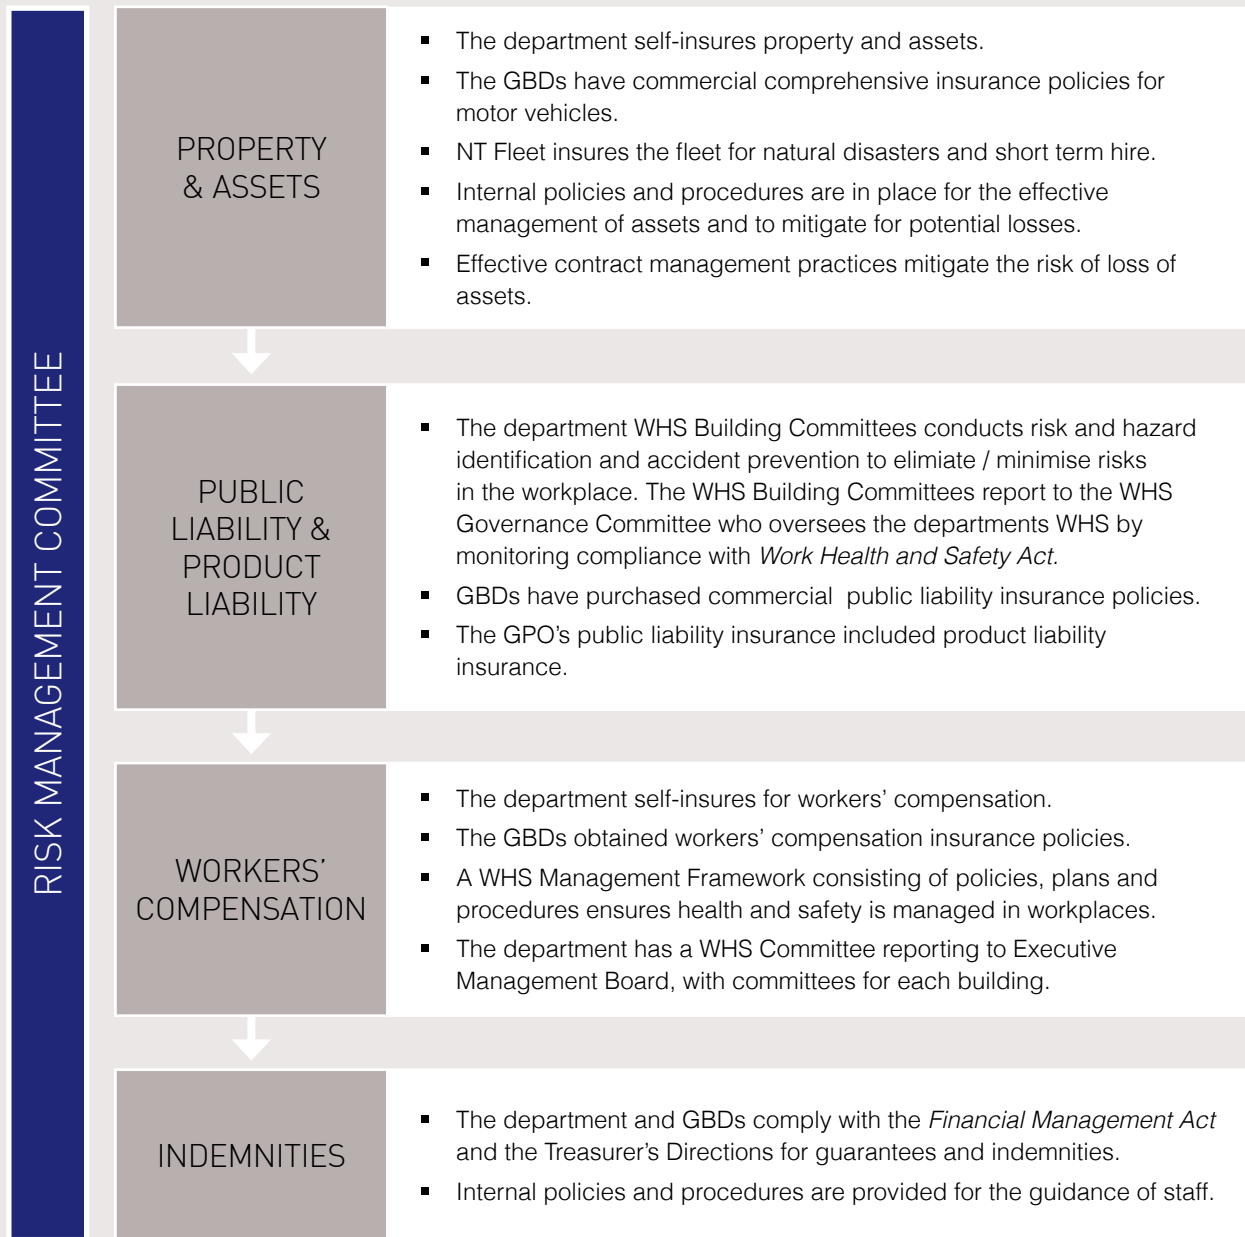 RISK MANAGEMENT COMMITTEE
PROPERTY
& ASSETS
▪ The department self-insures property and assets.
▪ The GBDs have commercial comprehensive insurance policies for
motor vehicles.
▪ NT Fleet insures the fleet for natural disasters and short term hire.
▪ Internal policies and procedures are in place for the effective
management of assets and to mitigate for potential losses.
▪ Effective contract management practices mitigate the risk of loss of
assets.
PUBLIC
LIABILITY &
PRODUCT
LIABILITY
▪ The department WHS Building Committees conducts risk and hazard
identification and accident prevention to elimiate / minimise risks
in the workplace. The WHS Building Committees report to the WHS
Governance Committee who oversees the departments WHS by
monitoring compliance with Work Health and Safety Act.
▪ GBDs have purchased commercial public liability insurance policies.
▪ The GPO’s public liability insurance included product liability
insurance.
WORKERS’
COMPENSATION
▪ The department self-insures for workers’ compensation.
▪ The GBDs obtained workers’ compensation insurance policies.
▪ A WHS Management Framework consisting of policies, plans and
procedures ensures health and safety is managed in workplaces.
▪ The department has a WHS Committee reporting to Executive
Management Board, with committees for each building.
INDEMNITIES
▪ The department and GBDs comply with the Financial Management Act
and the Treasurer’s Directions for guarantees and indemnities.
▪ Internal policies and procedures are provided for the guidance of staff.